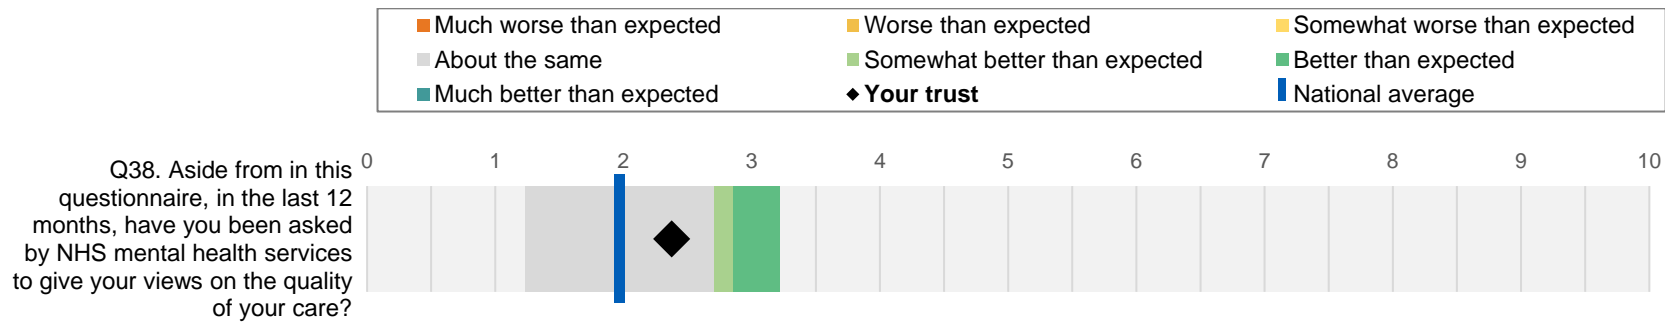 Much worse than expected Worse than expected Somewhat worse than expected
About the same Somewhat better than expected Better than expected
Much better than expected Your trust National average
0 1 2 3 4 5 6 7 8 9 10
Q38. Aside from in this
questionnaire, in the last 12
months, have you been asked
by NHS mental health services
to give your views on the quality
of your care?